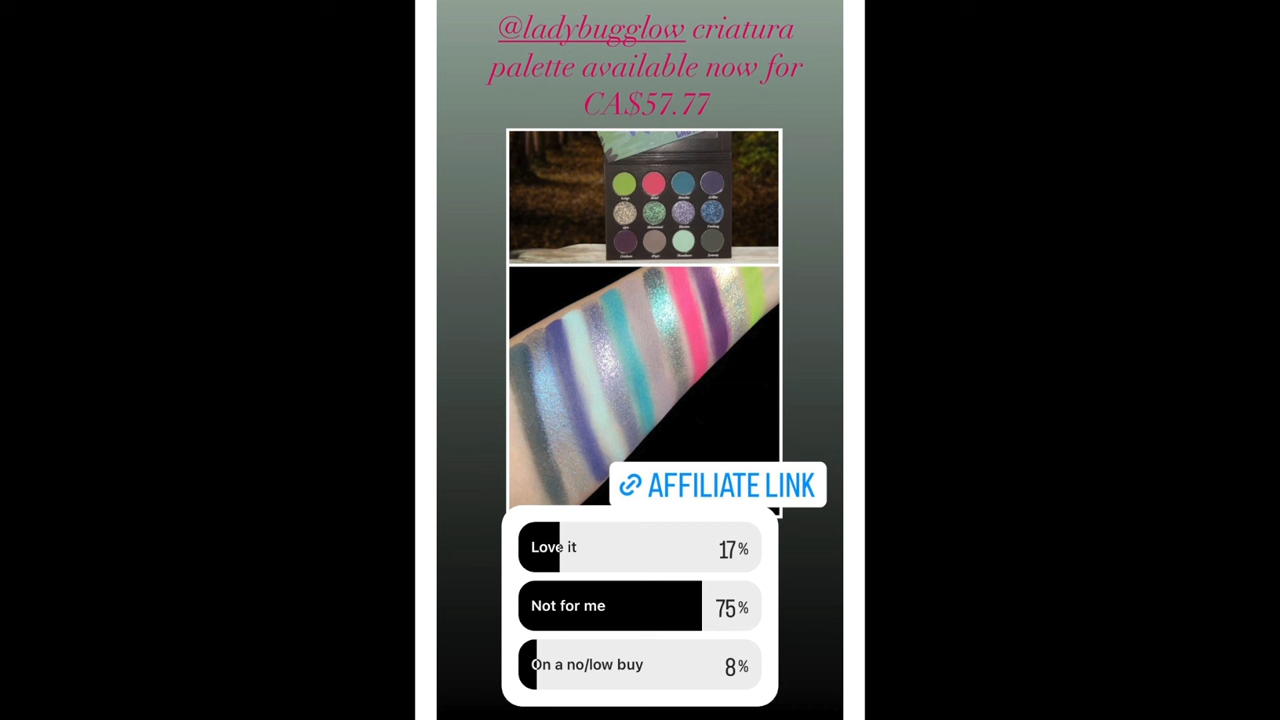 @ladybugglow criatura
palette available now for
CA$57.77
AFFILIATE LINK
Love it 17%
Not for me 75%
On a no/low buy 8%